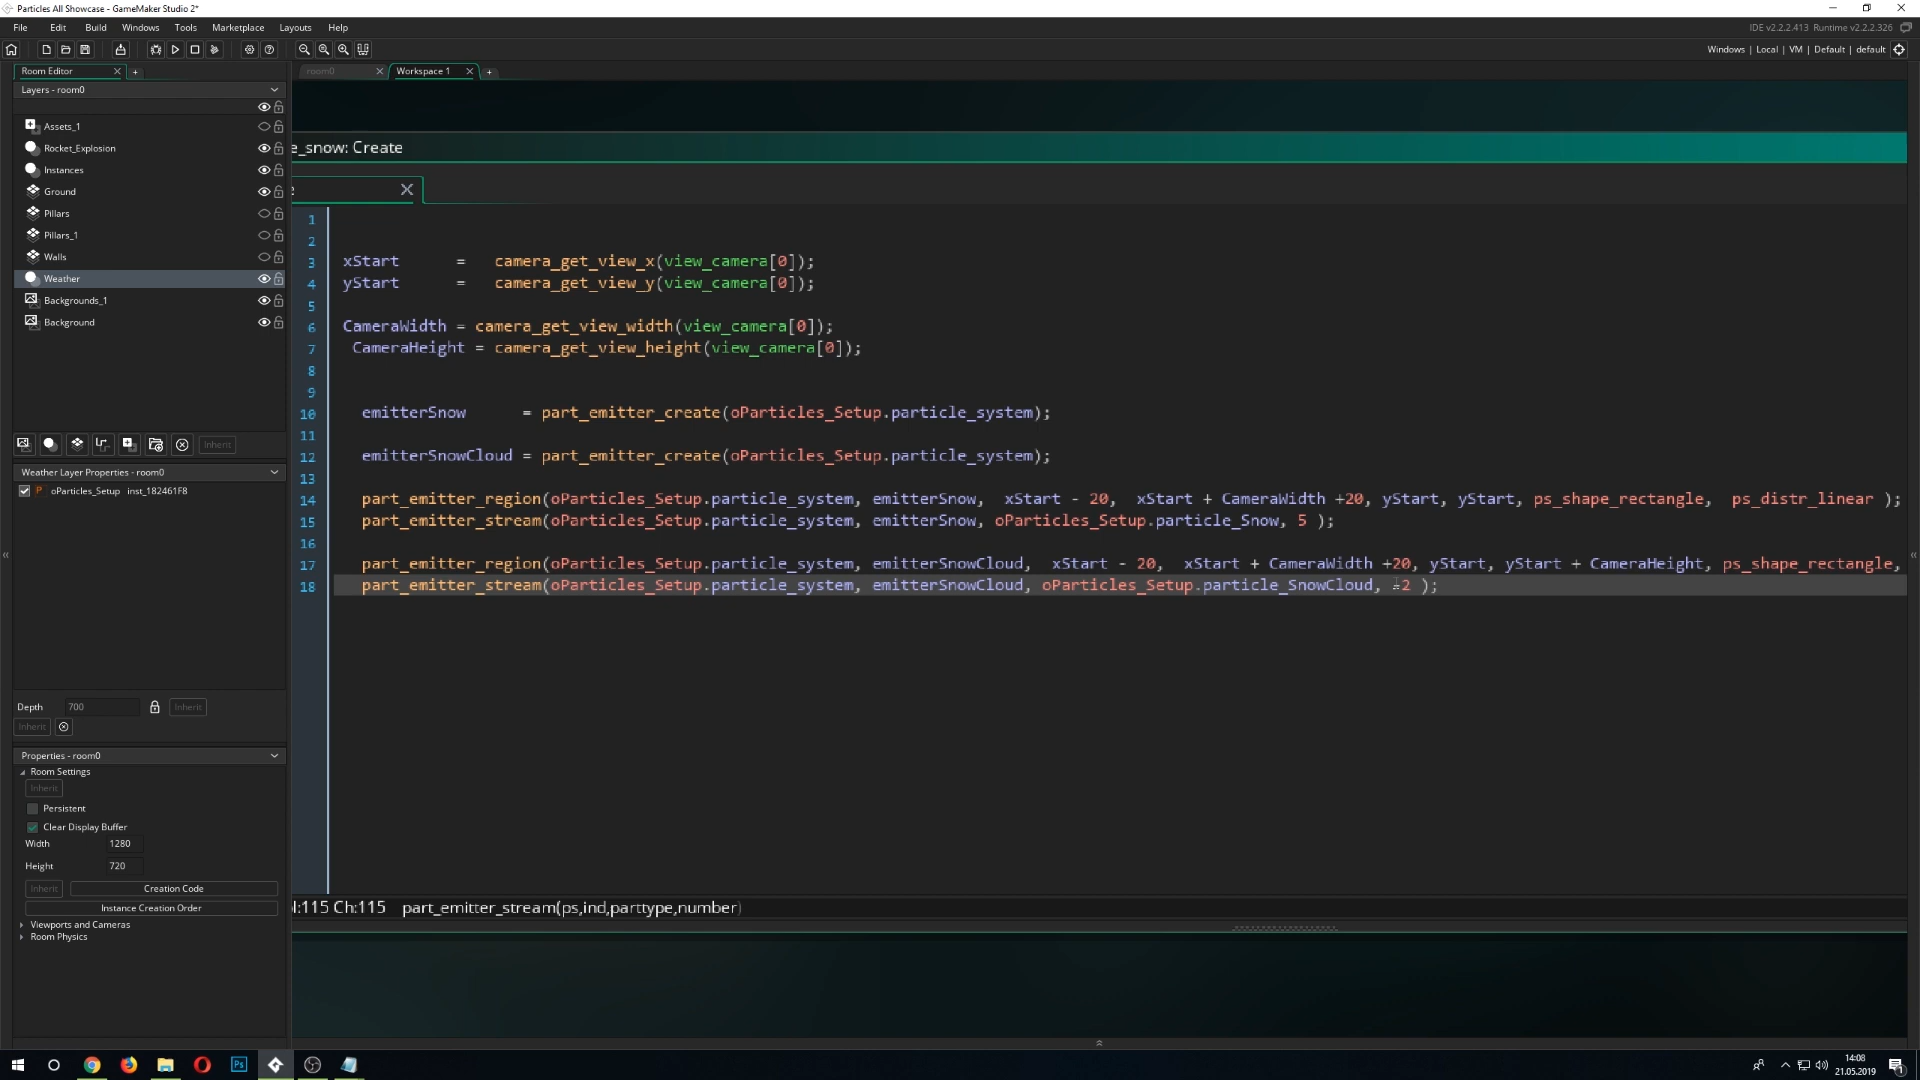 Particles All Showcase - GameMaker Studio 2*
File Edit Build Windows Tools Marketplace Layouts Help
IDE v2.2.2.413 Runtime v2.2.2.326
Windows | Local | VM | Default | default
Room Editor
room0
Workspace 1
Layers - room0
Assets_1
Rocket_Explosion
Instances
Ground
Pillars
Pillars_1
Walls
Weather
Backgrounds_1
Background
Inherit
Weather Layer Properties - room0
oParticles_Setup inst_182461F8
Depth 700 Inherit
Inherit
Properties - room0
Room Settings
Inherit
Persistent
Clear Display Buffer
Width 1280
Height 720
Inherit Creation Code
Instance Creation Order
Viewports and Cameras
Room Physics
e_snow: Create
1
2
3 xStart = camera_get_view_x(view_camera[0]);
4 yStart = camera_get_view_y(view_camera[0]);
5
6 CameraWidth = camera_get_view_width(view_camera[0]);
7 CameraHeight = camera_get_view_height(view_camera[0]);
8
9
10 emitterSnow = part_emitter_create(oParticles_Setup.particle_system);
11
12 emitterSnowCloud = part_emitter_create(oParticles_Setup.particle_system);
13
14 part_emitter_region(oParticles_Setup.particle_system, emitterSnow, xStart - 20, xStart + CameraWidth +20, yStart, yStart, ps_shape_rectangle, ps_distr_linear );
15 part_emitter_stream(oParticles_Setup.particle_system, emitterSnow, oParticles_Setup.particle_Snow, 5 );
16
17 part_emitter_region(oParticles_Setup.particle_system, emitterSnowCloud, xStart - 20, xStart + CameraWidth +20, yStart, yStart + CameraHeight, ps_shape_rectangle,
18 part_emitter_stream(oParticles_Setup.particle_system, emitterSnowCloud, oParticles_Setup.particle_SnowCloud, -2 );
l:115 Ch:115 part_emitter_stream(ps,ind,parttype,number)
14:08
21.05.2019